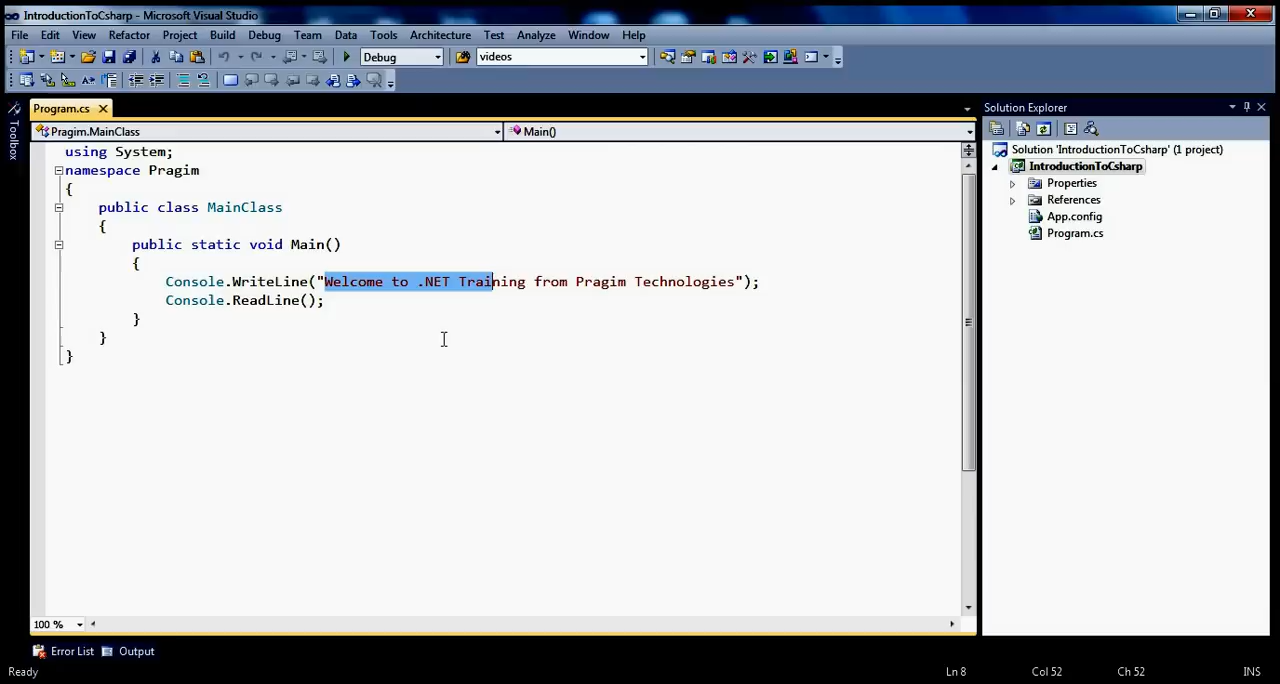 IntroductionToCsharp - Microsoft Visual Studio
File Edit View Refactor Project Build Debug Team Data Tools Architecture Test Analyze Window Help
Debug videos
Toolbox
Program.cs
Pragim.MainClass Main()
using System;
namespace Pragim
{
public class MainClass
{
public static void Main()
{
Console.WriteLine("Welcome to .NET Training from Pragim Technologies");
Console.ReadLine();
}
}
}
100 %
Solution Explorer
Solution 'IntroductionToCsharp' (1 project)
IntroductionToCsharp
Properties
References
App.config
Program.cs
Error List Output
Ready Ln 8 Col 52 Ch 52 INS